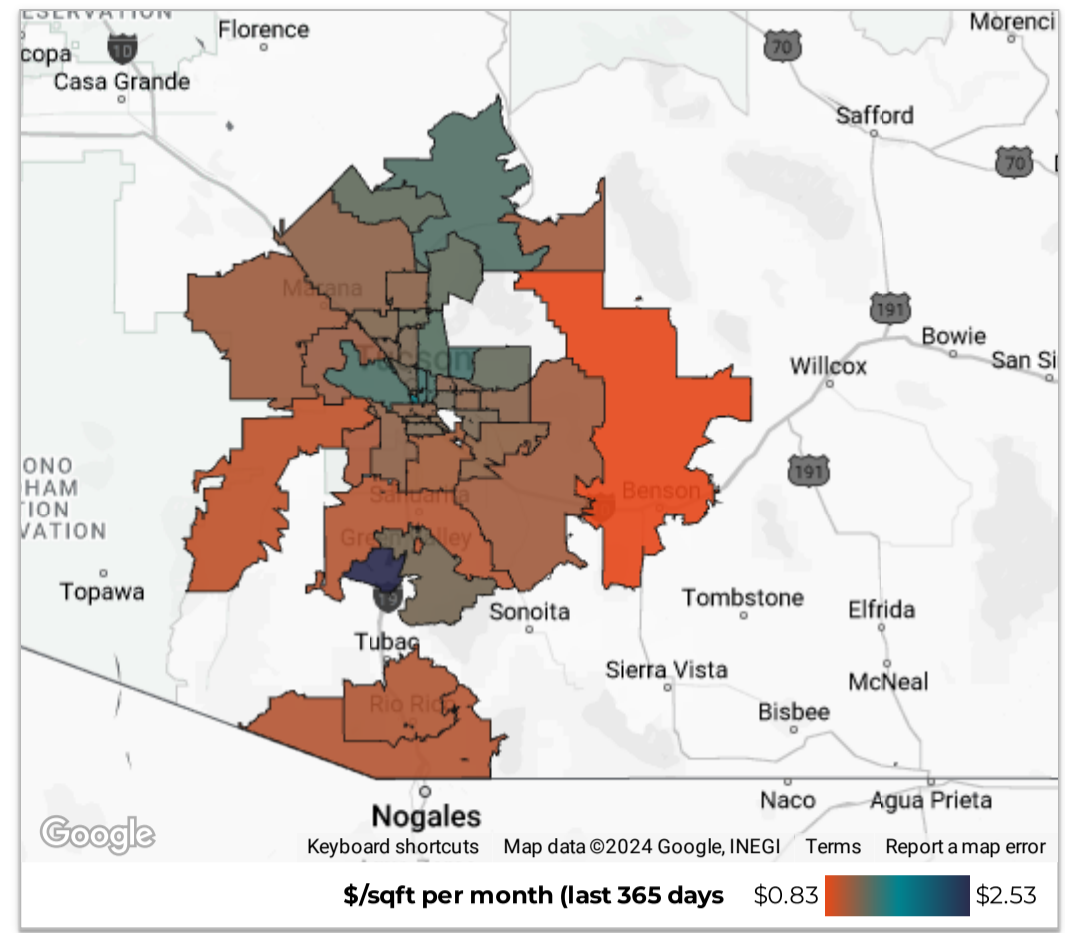 ESERVATION
Florence
Morenci
copa
10
70
Casa Grande
Safford
70
Marana
191
Bowie
Tucson
Willcox
San Si
ONO
HAM
TION
VATION
191
Benson
Sahuarita
Green Valley
19
Topawa
Sonoita
Tombstone
Elfrida
Tubac
Sierra Vista
McNeal
Rio Rico
Bisbee
Naco
Agua Prieta
Nogales
Google
Keyboard shortcuts Map data ©2024 Google, INEGI Terms Report a map error
$/sqft per month (last 365 days $0.83 $2.53